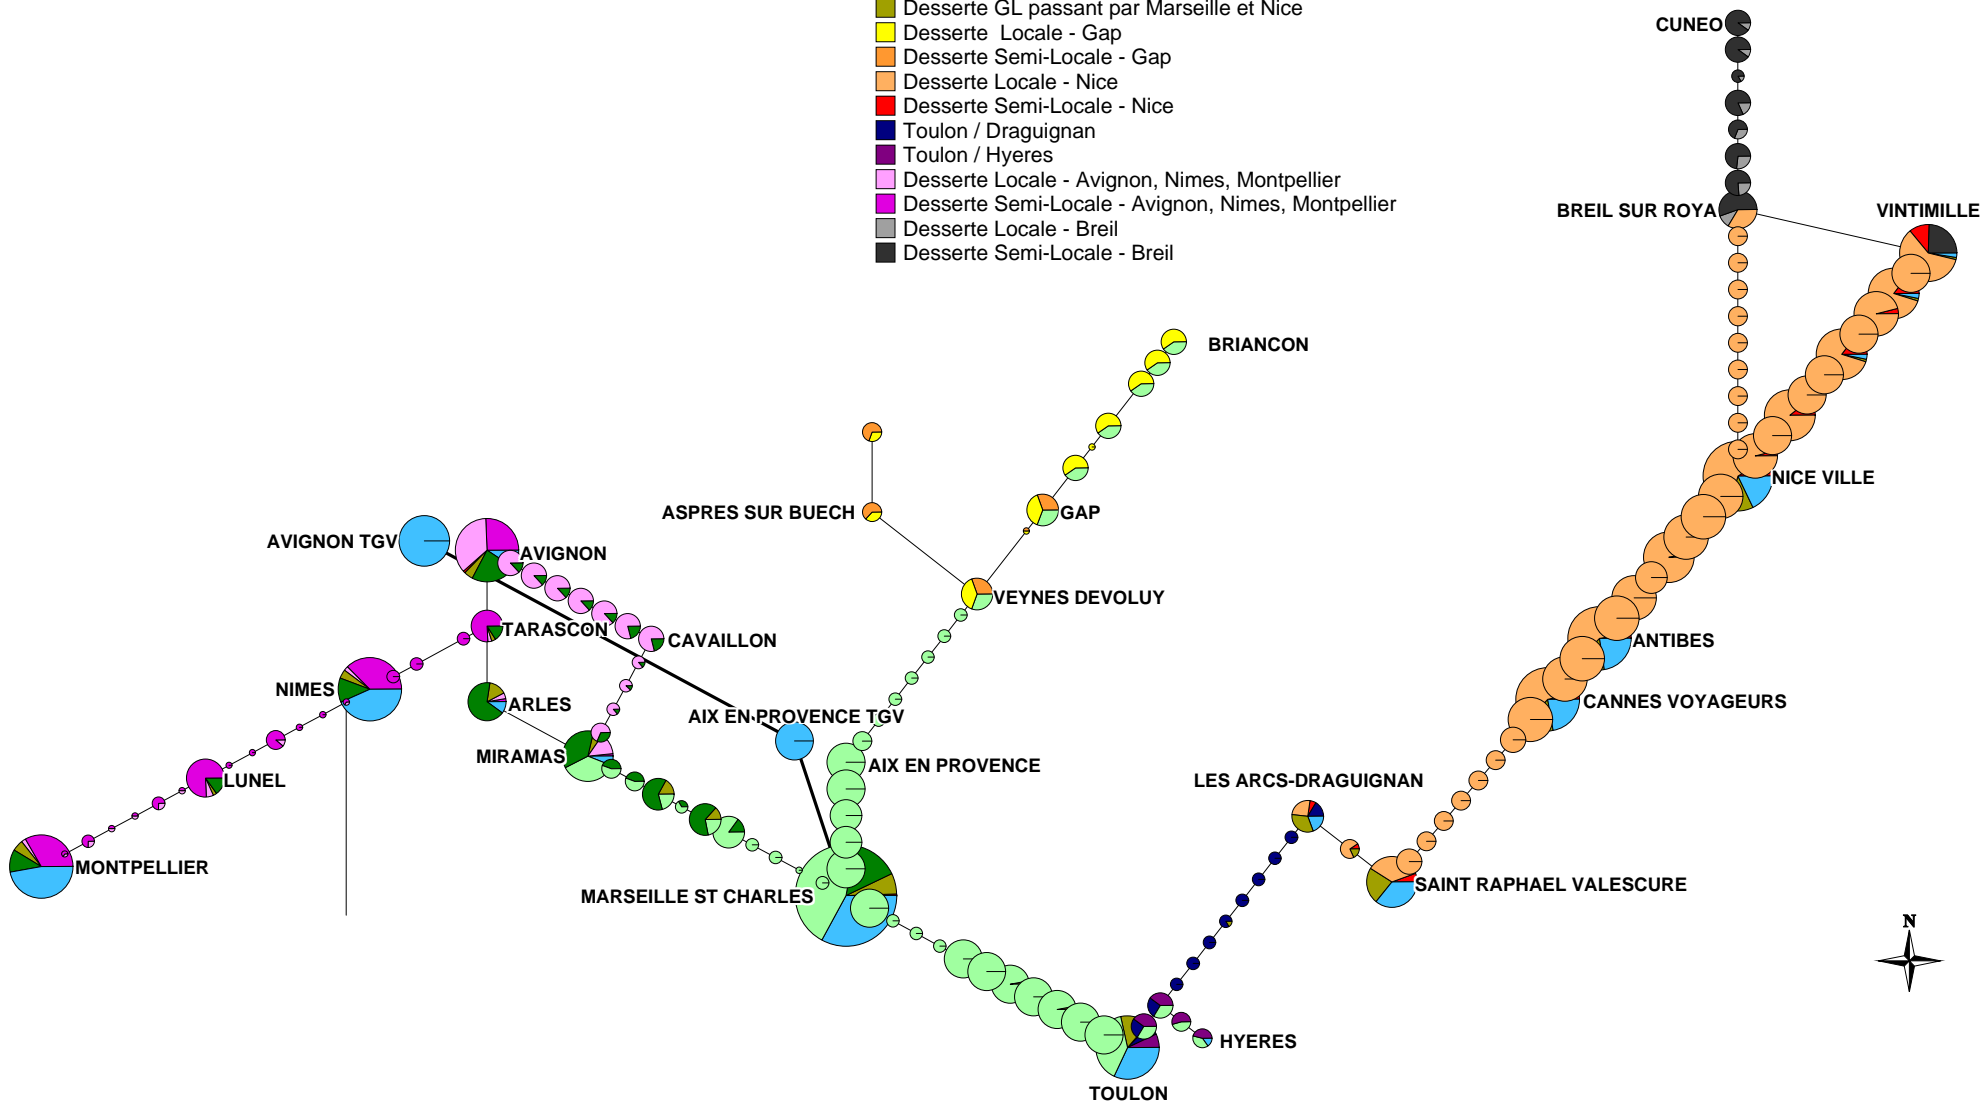 Desserte GL passant par Marseille et Nice
Desserte  Locale - Gap
Desserte Semi-Locale - Gap
Desserte Locale - Nice
Desserte Semi-Locale - Nice
Toulon / Draguignan
Toulon / Hyeres
Desserte Locale - Avignon, Nimes, Montpellier
Desserte Semi-Locale - Avignon, Nimes, Montpellier
Desserte Locale - Breil
Desserte Semi-Locale - Breil
CUNEO
BREIL SUR ROYA
VINTIMILLE
BRIANCON
NICE VILLE
ASPRES SUR BUECH
GAP
AVIGNON TGV
AVIGNON
VEYNES DEVOLUY
TARASCON
CAVAILLON
ANTIBES
NIMES
ARLES
AIX EN PROVENCE TGV
CANNES VOYAGEURS
MIRAMAS
AIX EN PROVENCE
LUNEL
LES ARCS-DRAGUIGNAN
MONTPELLIER
MARSEILLE ST CHARLES
SAINT RAPHAEL VALESCURE
N
HYERES
TOULON